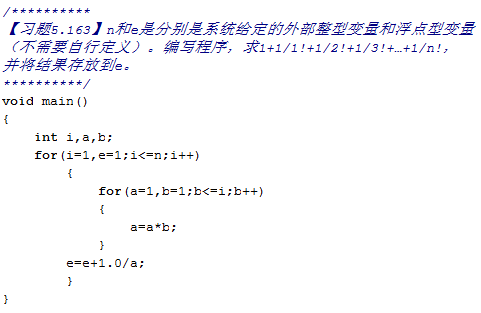 /**********
【习题5.163】n和e是分别是系统给定的外部整型变量和浮点型变量
（不需要自行定义）。编写程序，求1+1/1!+1/2!+1/3!+…+1/n!，
并将结果存放到e。
**********/
void main()
{
    int i,a,b;
    for(i=1,e=1;i<=n;i++)
        {
            for(a=1,b=1;b<=i;b++)
            {
                a=a*b;
            }
        e=e+1.0/a;
        }
}